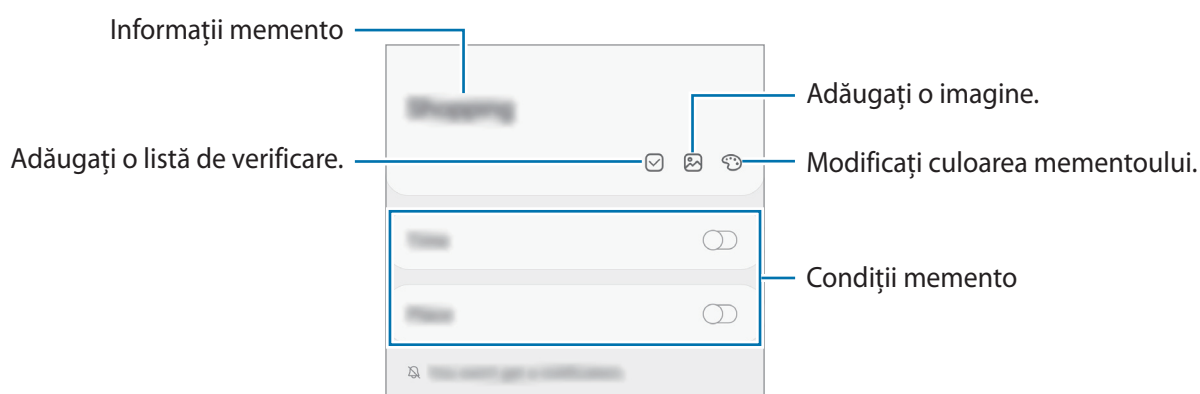 Informații memento
Adăugați o imagine.
Adăugați o listă de verificare.
Modificați culoarea mementoului.
Condiții memento